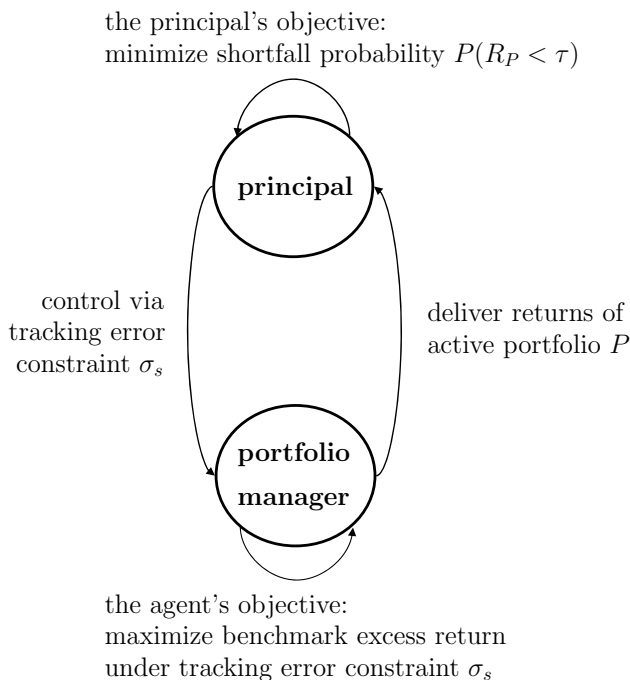 the principal's objective:
minimize shortfall probability P(R_P < τ)
principal
control via
tracking error
constraint σ_s
deliver returns of
active portfolio P
portfolio
manager
the agent's objective:
maximize benchmark excess return
under tracking error constraint σ_s